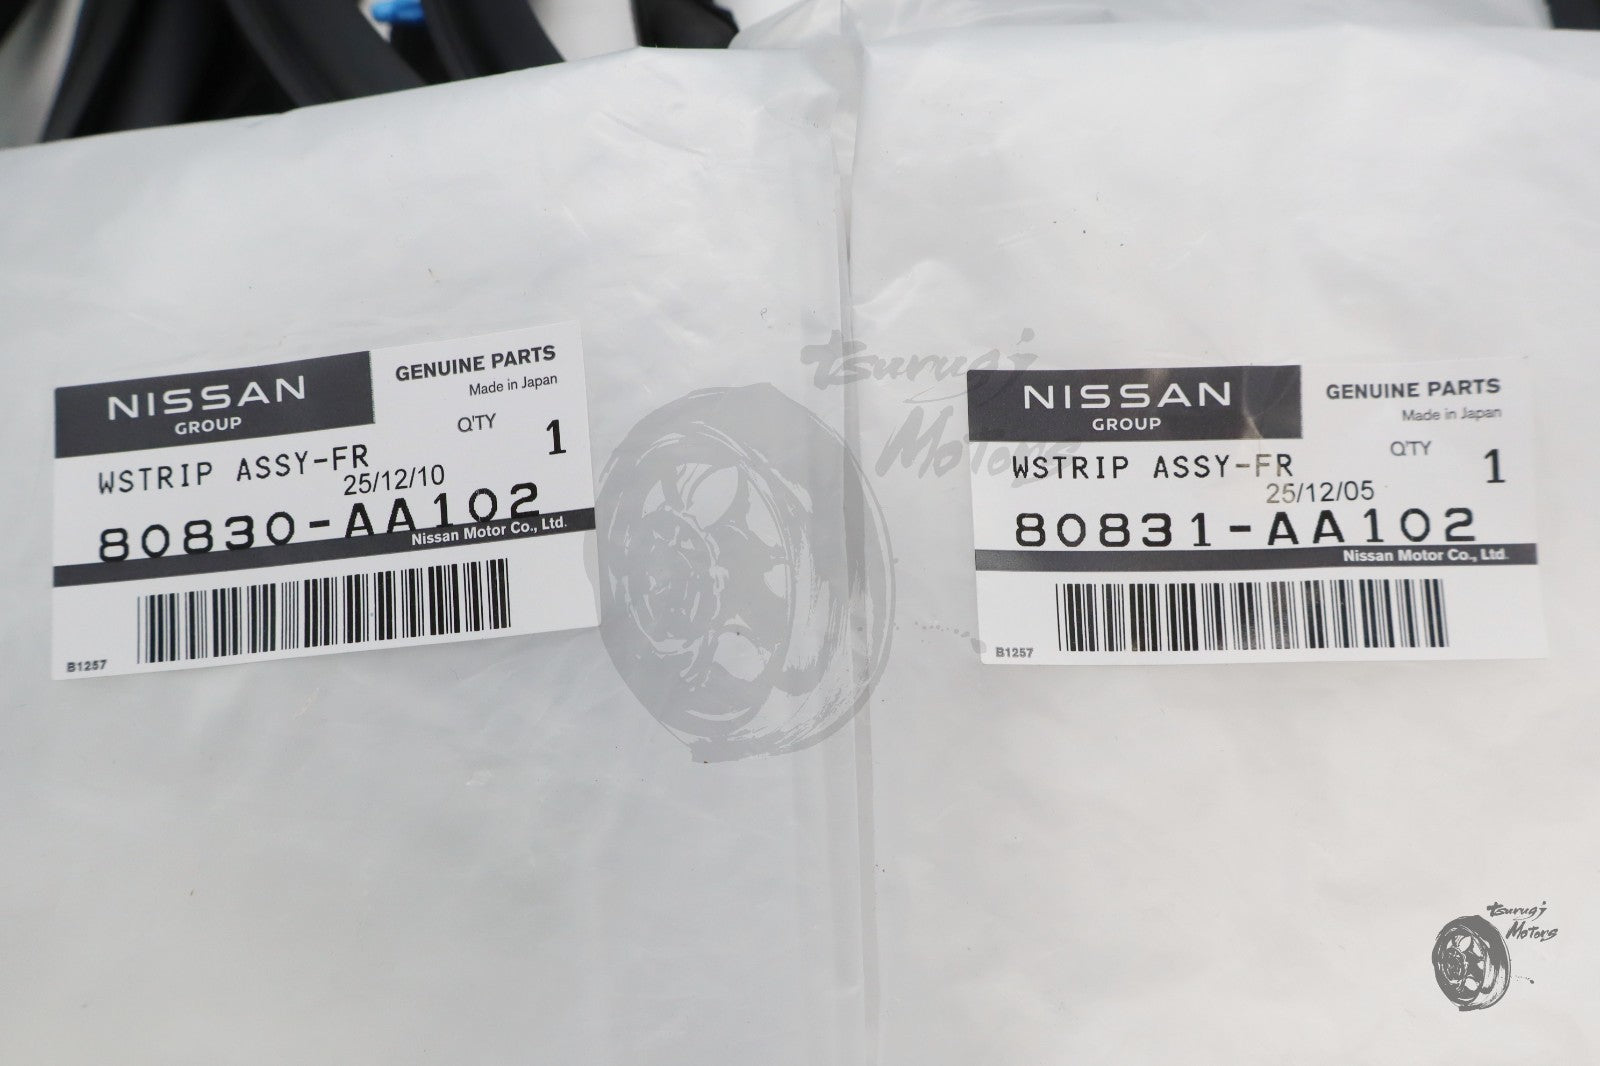 NISSAN
GROUP
GENUINE PARTS
Made in Japan
Q'TY 1
WSTRIP ASSY-FR
25/12/10
80830-AA102
Nissan Motor Co., Ltd.
B1257
tsurugi
Motors
NISSAN
GROUP
GENUINE PARTS
Made in Japan
Q'TY 1
WSTRIP ASSY-FR
25/12/05
80831-AA102
Nissan Motor Co., Ltd.
B1257
tsurugi
Motors